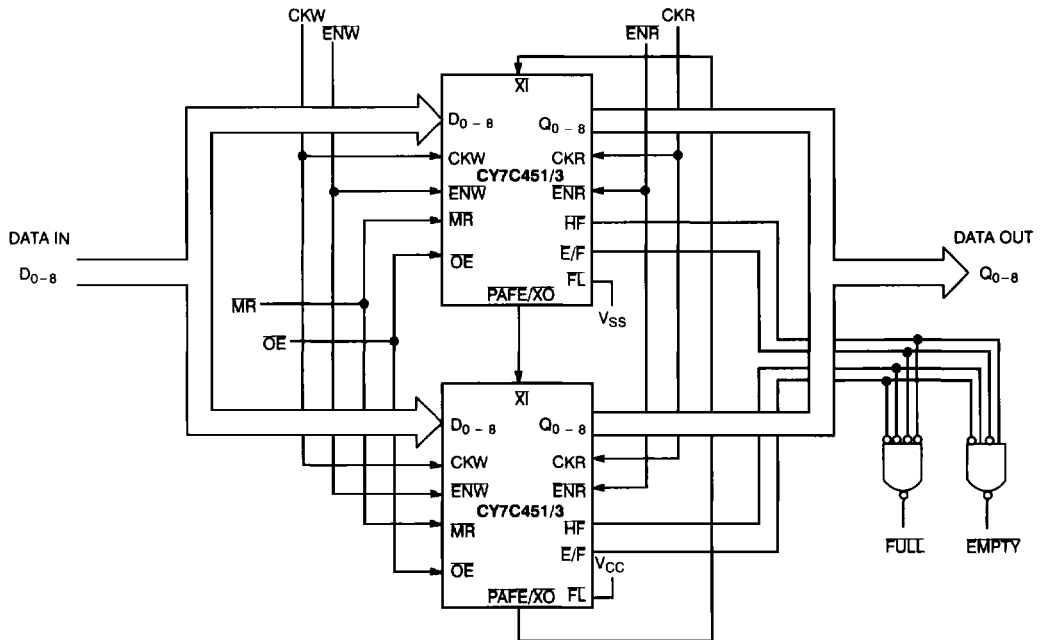 CKW
CKR
ENW
ENR
XI
D0-8
Q0-8
CKW
CKR
CY7C451/3
ENW
ENR
MR
HF
DATA IN
DATA OUT
OE
E/F
D0-8
Q0-8
FL
MR
PAFE/XO
VSS
OE
XI
D0-8
Q0-8
CKW
CKR
ENW
ENR
CY7C451/3
MR
HF
FULL
EMPTY
E/F
OE
VCC
PAFE/XO
FL